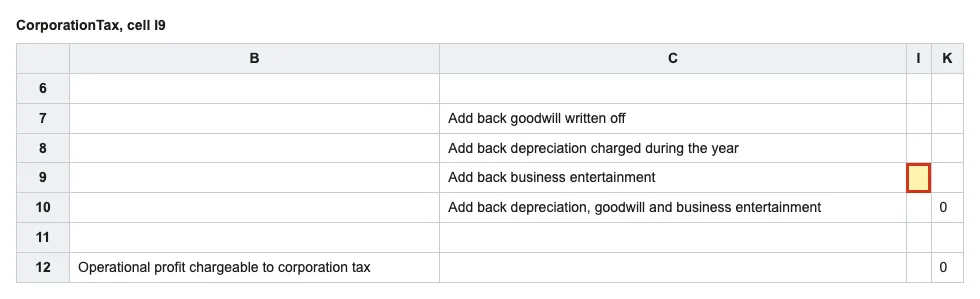 CorporationTax, cell I9
B C I K
6
7 Add back goodwill written off
8 Add back depreciation charged during the year
9 Add back business entertainment
10 Add back depreciation, goodwill and business entertainment 0
11
12 Operational profit chargeable to corporation tax 0